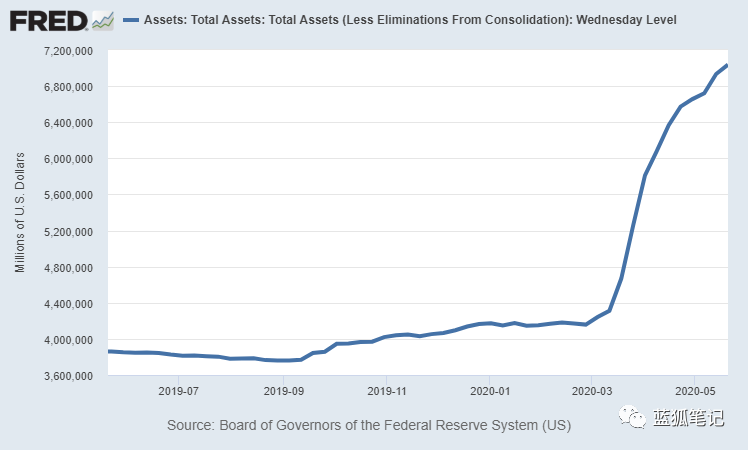 FRED Assets: Total Assets: Total Assets (Less Eliminations From Consolidation): Wednesday Level
7,200,000
6,800,000
6,400,000
6,000,000
5,600,000
5,200,000
4,800,000
4,400,000
4,000,000
3,600,000
Millions of U.S. Dollars
2019-07 2019-09 2019-11 2020-01 2020-03 2020-05
Source: Board of Governors of the Federal Reserve System (US)
蓝狐笔记